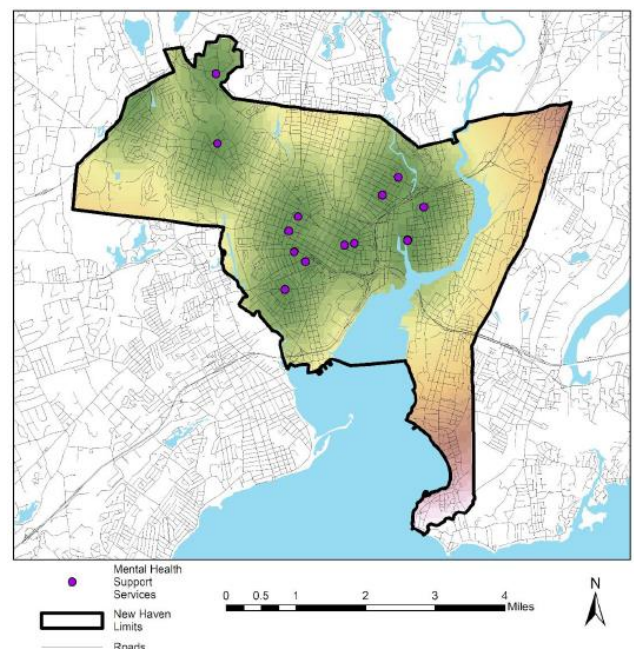 Mental Health
Support
Services
New Haven
Limits
Roads
0 0.5 1 2 3 4
Miles
N